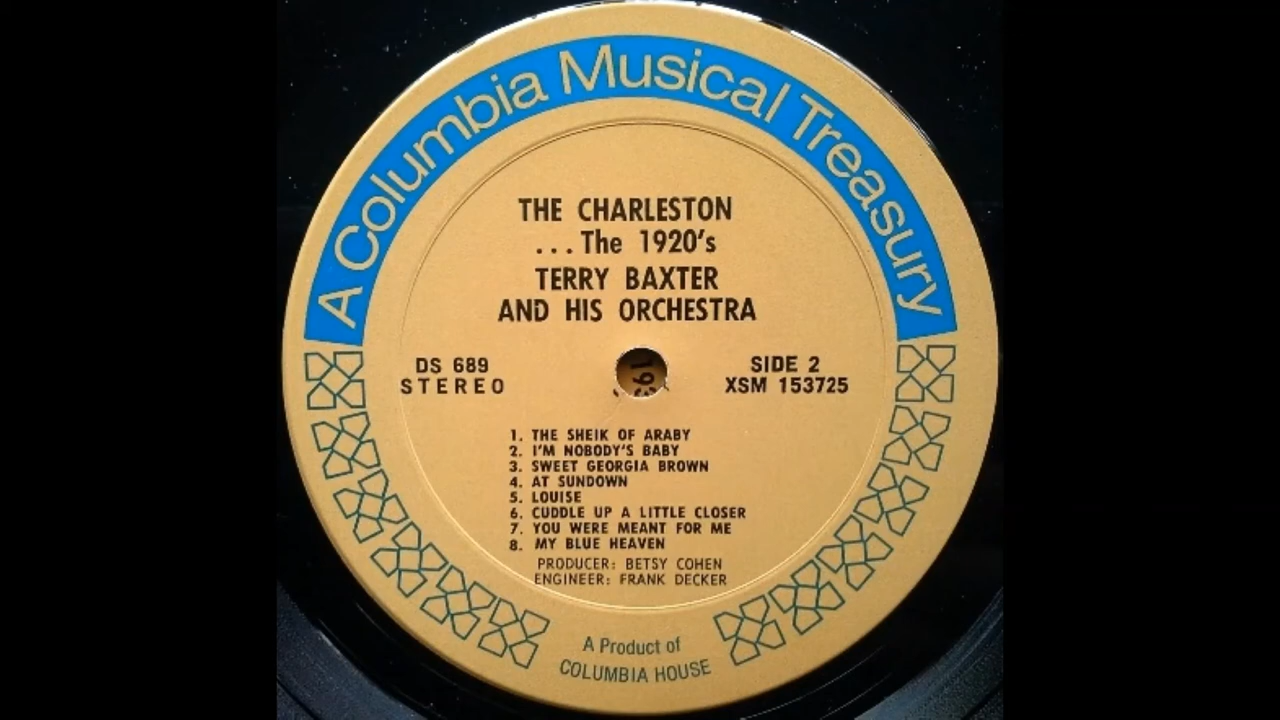 A Columbia Musical Treasury
THE CHARLESTON
...The 1920's
TERRY BAXTER
AND HIS ORCHESTRA
DS 689
STEREO
SIDE 2
XSM 153725
1. THE SHEIK OF ARABY
2. I'M NOBODY'S BABY
3. SWEET GEORGIA BROWN
4. AT SUNDOWN
5. LOUISE
6. CUDDLE UP A LITTLE CLOSER
7. YOU WERE MEANT FOR ME
8. MY BLUE HEAVEN
PRODUCER: BETSY COHEN
ENGINEER: FRANK DECKER
A Product of
COLUMBIA HOUSE